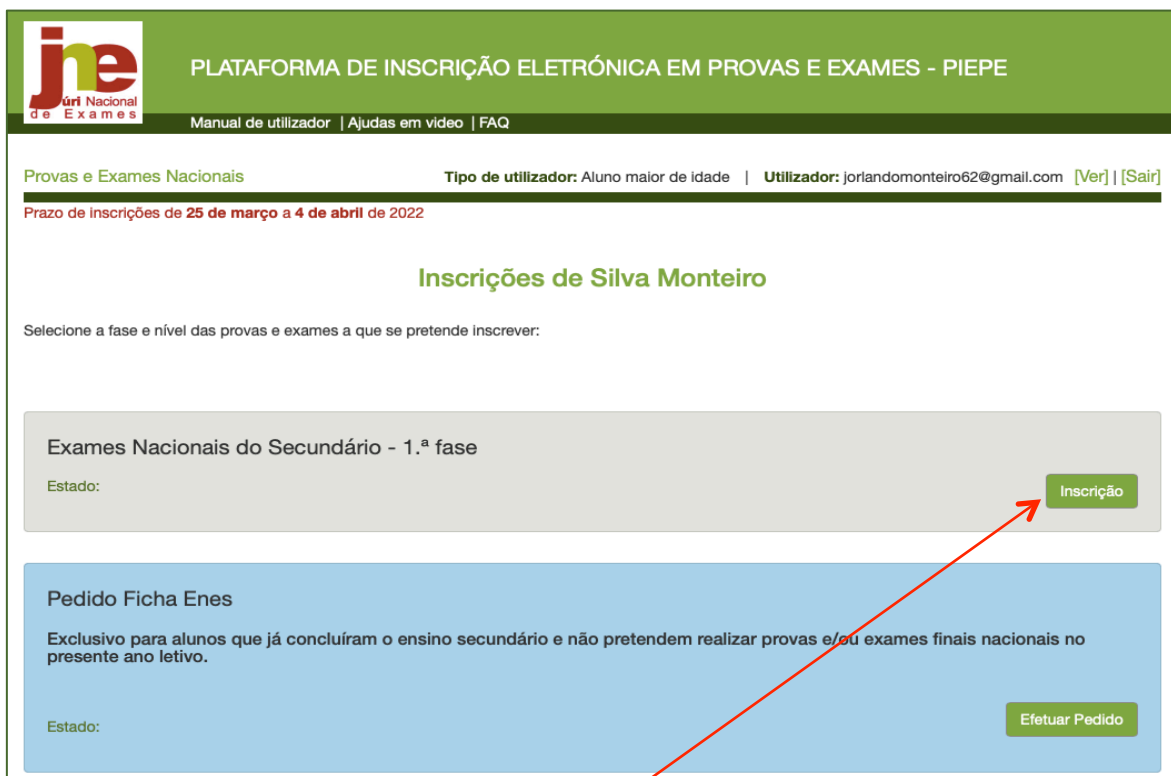 jne
Júri Nacional
de Exames
PLATAFORMA DE INSCRIÇÃO ELETRÓNICA EM PROVAS E EXAMES - PIEPE
Manual de utilizador | Ajudas em video | FAQ
Provas e Exames Nacionais Tipo de utilizador: Aluno maior de idade | Utilizador: jorlandomonteiro62@gmail.com [Ver] | [Sair]
Prazo de inscrições de 25 de março a 4 de abril de 2022
Inscrições de Silva Monteiro
Selecione a fase e nível das provas e exames a que se pretende inscrever:
Exames Nacionais do Secundário - 1.ª fase
Estado:
Inscrição
Pedido Ficha Enes
Exclusivo para alunos que já concluíram o ensino secundário e não pretendem realizar provas e/ou exames finais nacionais no
presente ano letivo.
Estado:
Efetuar Pedido